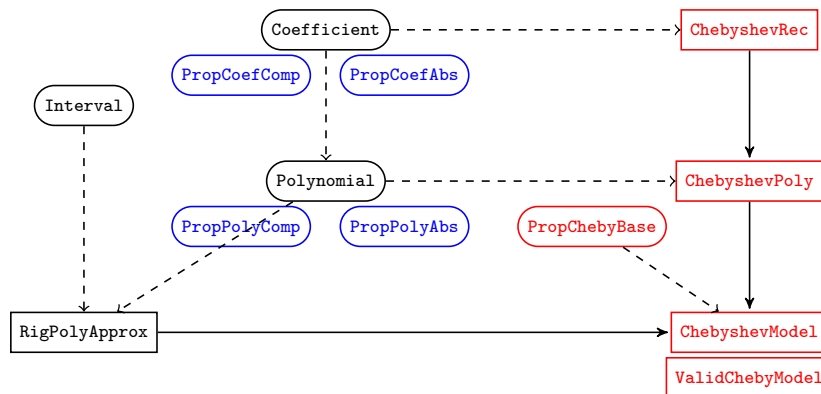 Coefficient
ChebyshevRec
PropCoefComp
PropCoefAbs
Interval
Polynomial
ChebyshevPoly
PropPolyComp
PropPolyAbs
PropChebyBase
RigPolyApprox
ChebyshevModel
ValidChebyModel